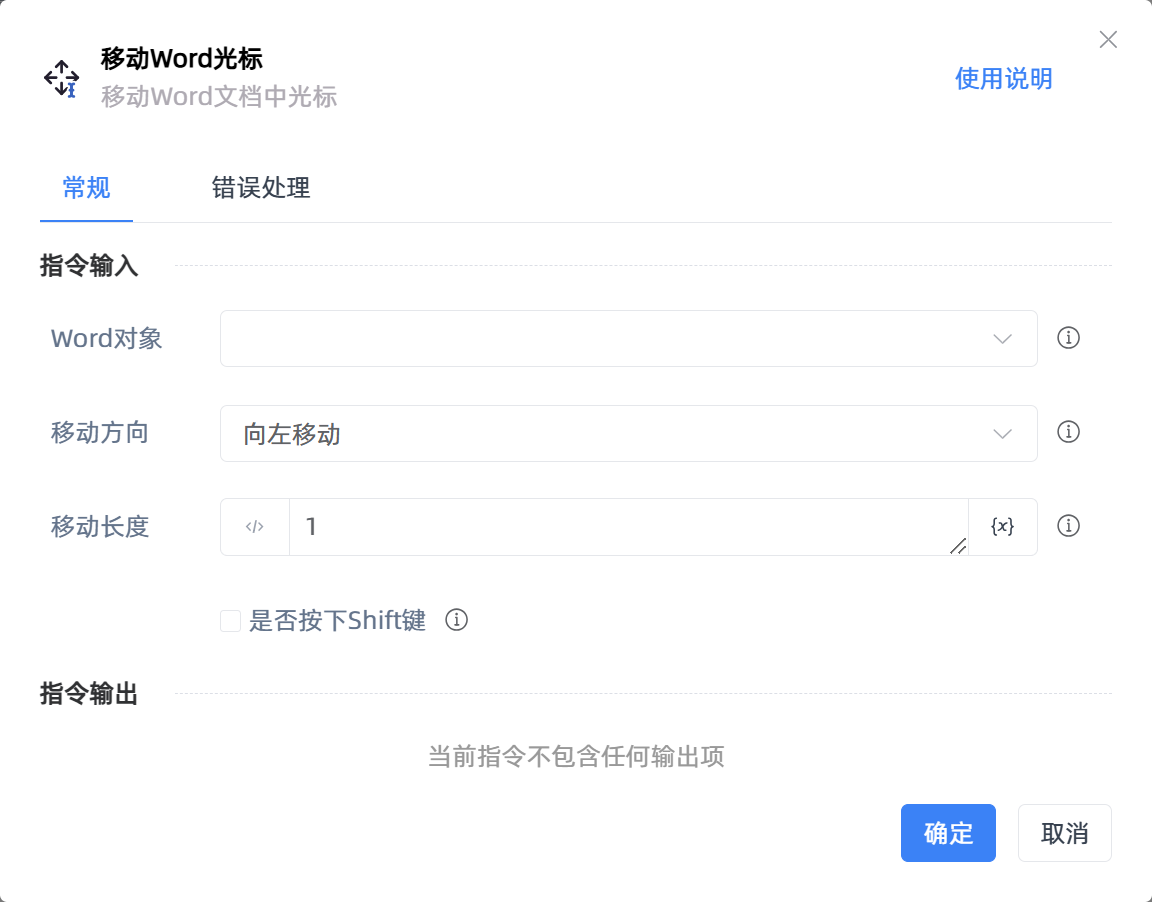 移动Word光标
移动Word文档中光标
使用说明
常规
错误处理
指令输入
Word对象
移动方向
向左移动
移动长度
</>
1
{x}
是否按下Shift键
指令输出
当前指令不包含任何输出项
确定
取消